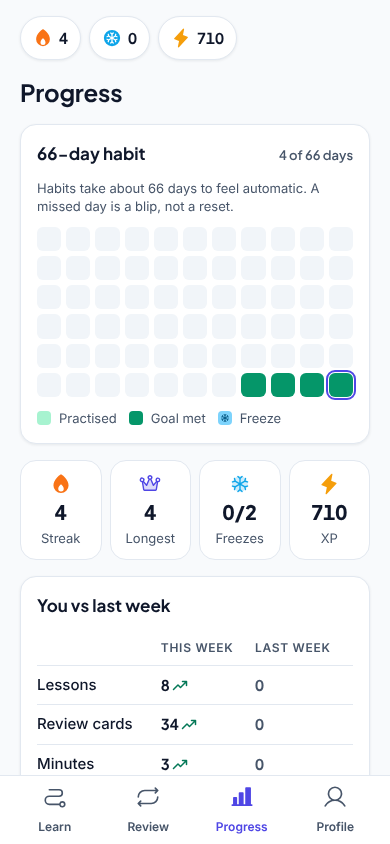 4 0 710
Progress
66-day habit 4 of 66 days
Habits take about 66 days to feel automatic. A
missed day is a blip, not a reset.
Practised Goal met Freeze
4 4 0/2 710
Streak Longest Freezes XP
You vs last week
THIS WEEK LAST WEEK
Lessons 8 0
Review cards 34 0
Minutes 3 0
Learn Review Progress Profile